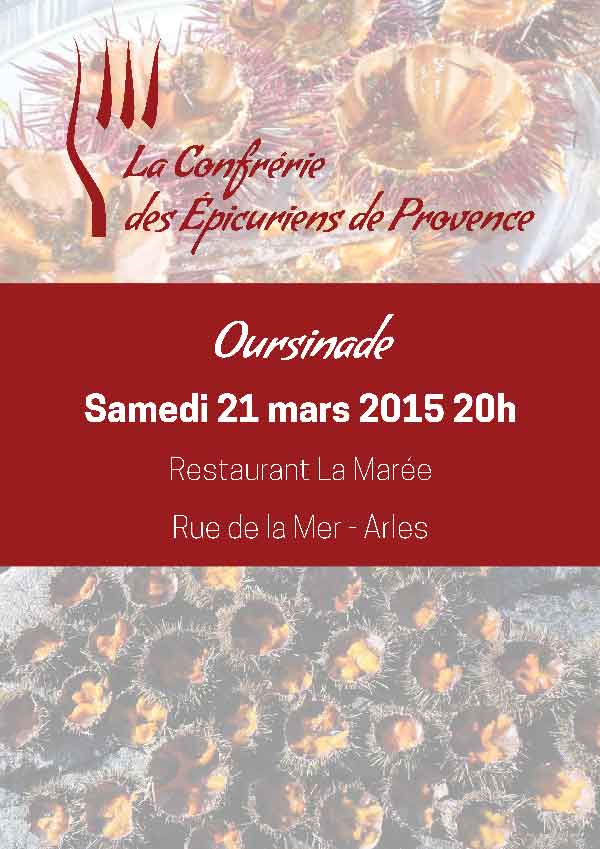 La Confrérie
des Épicuriens de Provence
Oursinade
Samedi 21 mars 2015 20h
Restaurant La Marée
Rue de la Mer - Arles